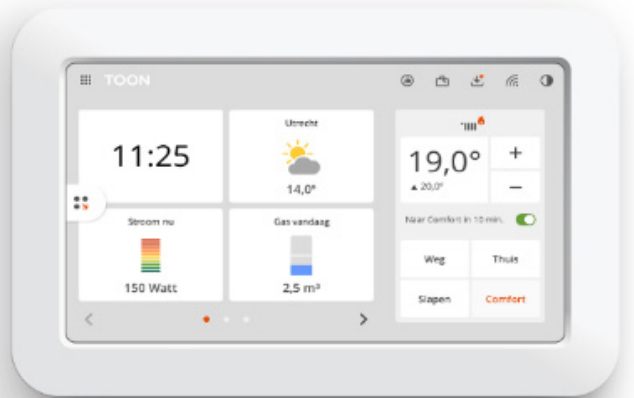 TOON
11:25
Utrecht
14,0°
Stroom nu
150 Watt
Gas vandaag
2,5 m³
19,0°
▲ 20,0°
+
−
Naar Comfort in 10 min.
Weg
Thuis
Slapen
Comfort